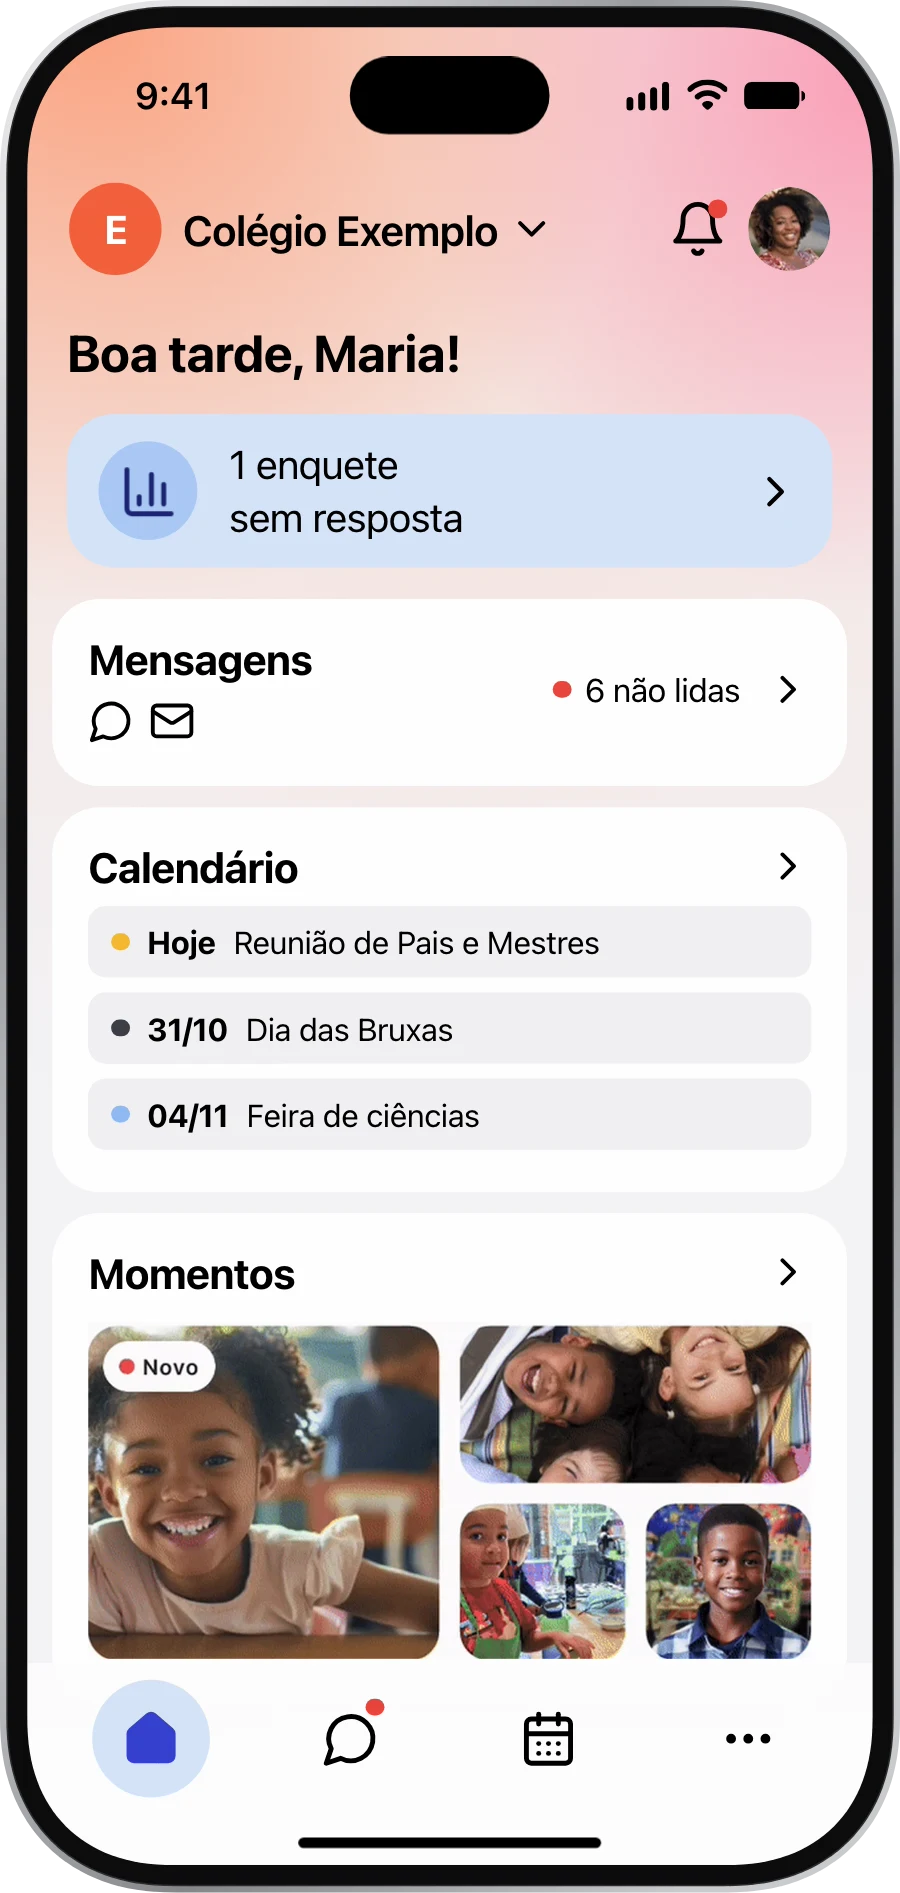 9:41
E
Colégio Exemplo
Boa tarde, Maria!
1 enquete
sem resposta
Mensagens
6 não lidas
Calendário
Hoje Reunião de Pais e Mestres
31/10 Dia das Bruxas
04/11 Feira de ciências
Momentos
Novo